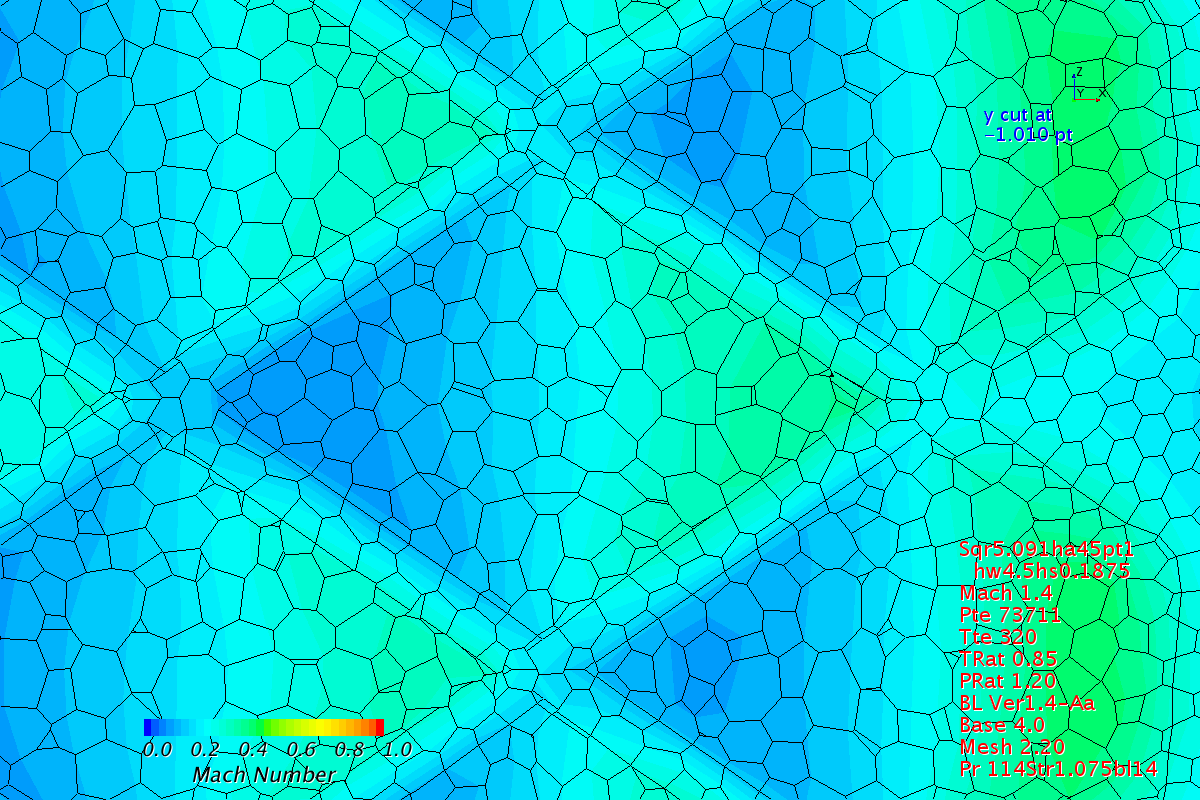 Z
Y X
y cut at
-1.010 pt
Sqr5.091ha45pt1
hw4.5hs0.1875
Mach 1.4
Pte 73711
Tte 320
TRat 0.85
PRat 1.20
BL Ver1.4-Aa
Base 4.0
Mesh 2.20
Pr 114Str1.075bl14
0.0 0.2 0.4 0.6 0.8 1.0
Mach Number